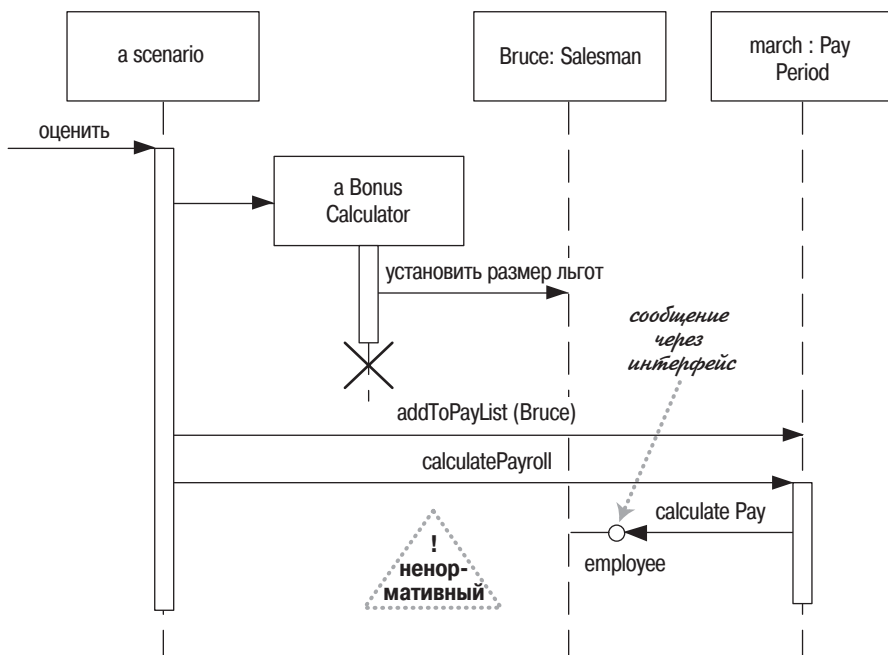 a scenario
Bruce: Salesman
march : Pay
Period
оценить
a Bonus
Calculator
установить размер льгот
сообщение
через
интерфейс
addToPayList (Bruce)
calculatePayroll
calculate Pay
employee
!
ненор-
мативный